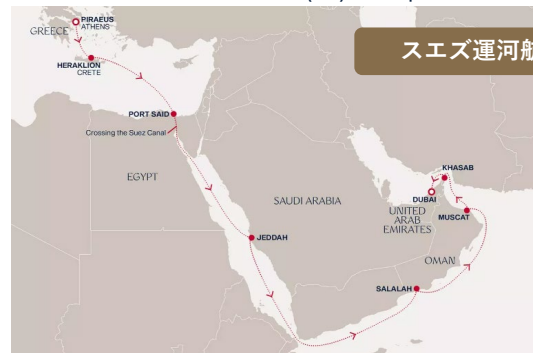 PIRAEUS
ATHENS
GREECE
スエズ運河航
HERAKLION
CRETE
PORT SAID
Crossing the Suez Canal
EGYPT
SAUDI ARABIA
KHASAB
DUBAI
UNITED
ARAB
EMIRATES
MUSCAT
JEDDAH
OMAN
SALALAH